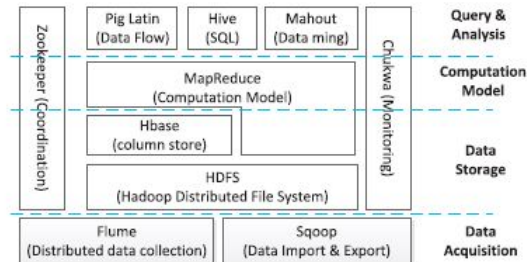 Zookeeper (Coordination)
Pig Latin
(Data Flow)
Hive
(SQL)
Mahout
(Data ming)
Chukwa (Monitoring)
Query &
Analysis
MapReduce
(Computation Model)
Computation
Model
Hbase
(column store)
HDFS
(Hadoop Distributed File System)
Data
Storage
Flume
(Distributed data collection)
Sqoop
(Data Import & Export)
Data
Acquisition